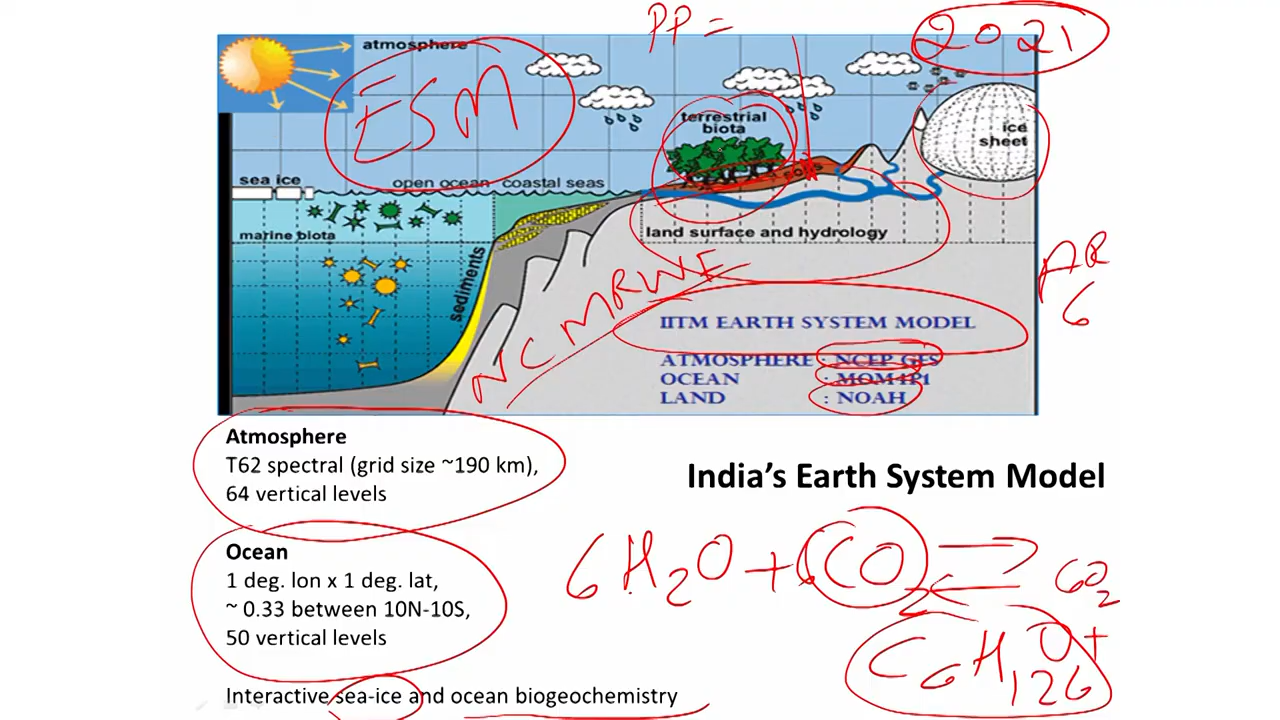 PP =
2021
atmosphere
ESM
terrestrial
biota
ice
sheet
sea ice
open ocean
coastal seas
marine biota
land surface and hydrology
sediments
NCMRWF
AR
6
IITM EARTH SYSTEM MODEL
ATMOSPHERE : NCEP GFS
OCEAN : MOM4P1
LAND : NOAH
Atmosphere
T62 spectral (grid size ~190 km),
64 vertical levels
India's Earth System Model
Ocean
1 deg. lon x 1 deg. lat,
~ 0.33 between 10N-10S,
50 vertical levels
6H2O + 6CO2 ⇌ 6O2
+ C6H12O6
Interactive sea-ice and ocean biogeochemistry